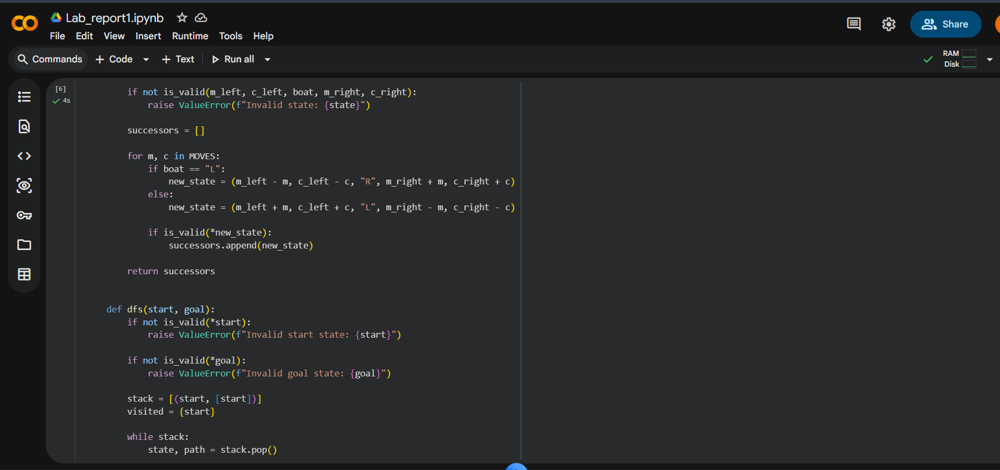 Lab_report1.ipynb
File Edit View Insert Runtime Tools Help
Share
Commands + Code + Text Run all
RAM
Disk
[6]
4s
if not is_valid(m_left, c_left, boat, m_right, c_right):
raise ValueError(f"Invalid state: {state}")
successors = []
for m, c in MOVES:
if boat == "L":
new_state = (m_left - m, c_left - c, "R", m_right + m, c_right + c)
else:
new_state = (m_left + m, c_left + c, "L", m_right - m, c_right - c)
if is_valid(*new_state):
successors.append(new_state)
return successors
def dfs(start, goal):
if not is_valid(*start):
raise ValueError(f"Invalid start state: {start}")
if not is_valid(*goal):
raise ValueError(f"Invalid goal state: {goal}")
stack = [(start, [start])]
visited = {start}
while stack:
state, path = stack.pop()